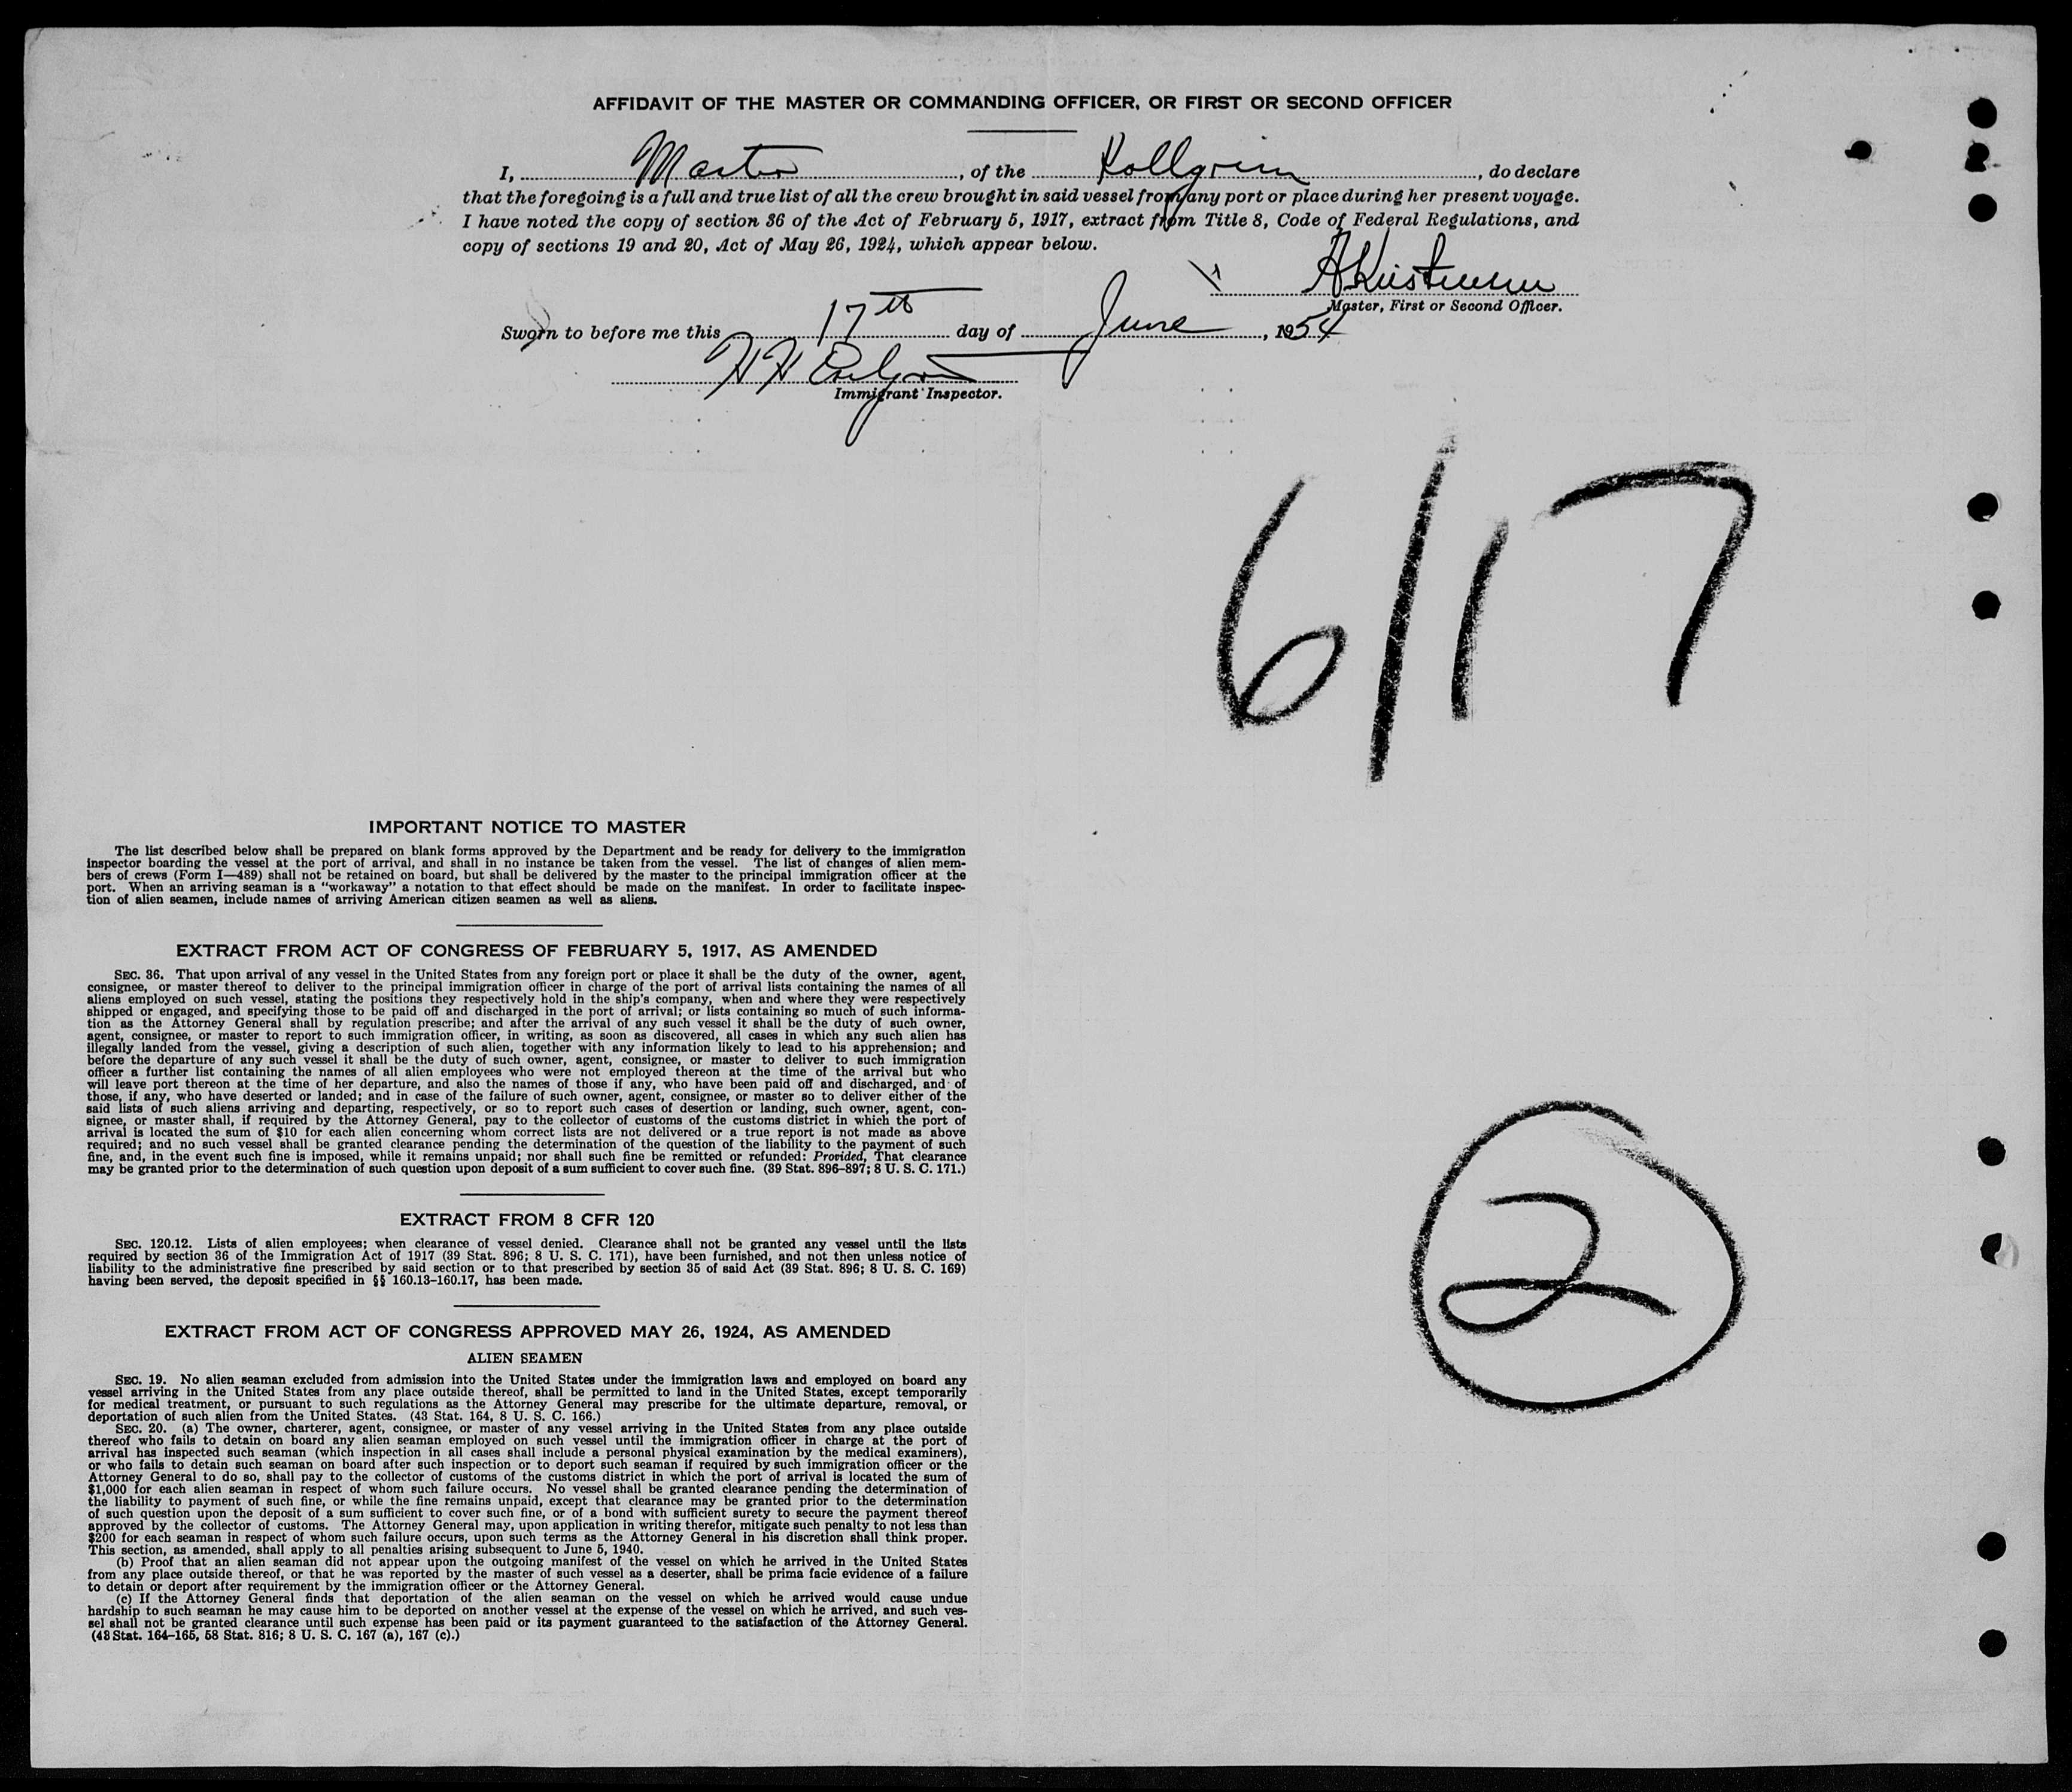 AFFIDAVIT OF THE MASTER OR COMMANDING OFFICER, OR FIRST OR SECOND OFFICER
I, Master, of the Kollgrim, do declare
that the foregoing is a full and true list of all the crew brought in said vessel from any port or place during her present voyage.
I have noted the copy of section 36 of the Act of February 5, 1917, extract from Title 8, Code of Federal Regulations, and
copy of sections 19 and 20, Act of May 26, 1924, which appear below.
Master, First or Second Officer.
Sworn to before me this 17th day of June, 1954
H H
Immigrant Inspector.
6/17
IMPORTANT NOTICE TO MASTER
The list described below shall be prepared on blank forms approved by the Department and be ready for delivery to the immigration
inspector boarding the vessel at the port of arrival, and shall in no instance be taken from the vessel. The list of changes of alien mem-
bers of crews (Form I—489) shall not be retained on board, but shall be delivered by the master to the principal immigration officer at the
port. When an arriving seaman is a "workaway" a notation to that effect should be made on the manifest. In order to facilitate inspec-
tion of alien seamen, include names of arriving American citizen seamen as well as aliens.
EXTRACT FROM ACT OF CONGRESS OF FEBRUARY 5, 1917, AS AMENDED
SEC. 36. That upon arrival of any vessel in the United States from any foreign port or place it shall be the duty of the owner, agent,
consignee, or master thereof to deliver to the principal immigration officer in charge of the port of arrival lists containing the names of all
aliens employed on such vessel, stating the positions they respectively hold in the ship's company, when and where they were respectively
shipped or engaged, and specifying those to be paid off and discharged in the port of arrival; or lists containing so much of such informa-
tion as the Attorney General shall by regulation prescribe; and after the arrival of any such vessel it shall be the duty of such owner,
agent, consignee, or master to report to such immigration officer, in writing, as soon as discovered, all cases in which any such alien has
illegally landed from the vessel, giving a description of such alien, together with any information likely to lead to his apprehension; and
before the departure of any such vessel it shall be the duty of such owner, agent, consignee, or master to deliver to such immigration
officer a further list containing the names of all alien employees who were not employed thereon at the time of the arrival but who
will leave port thereon at the time of her departure, and also the names of those if any, who have been paid off and discharged, and of
those, if any, who have deserted or landed; and in case of the failure of such owner, agent, consignee, or master so to deliver either of the
said lists of such aliens arriving and departing, respectively, or so to report such cases of desertion or landing, such owner, agent, con-
signee, or master shall, if required by the Attorney General, pay to the collector of customs of the customs district in which the port of
arrival is located the sum of $10 for each alien concerning whom correct lists are not delivered or a true report is not made as above
required; and no such vessel shall be granted clearance pending the determination of the question of the liability to the payment of such
fine, and, in the event such fine is imposed, while it remains unpaid; nor shall such fine be remitted or refunded: Provided, That clearance
may be granted prior to the determination of such question upon deposit of a sum sufficient to cover such fine. (39 Stat. 896–897; 8 U. S. C. 171.)
EXTRACT FROM 8 CFR 120
SEC. 120.12. Lists of alien employees; when clearance of vessel denied. Clearance shall not be granted any vessel until the lists
required by section 36 of the Immigration Act of 1917 (39 Stat. 896; 8 U. S. C. 171), have been furnished, and not then unless notice of
liability to the administrative fine prescribed by said section or to that prescribed by section 35 of said Act (39 Stat. 896; 8 U. S. C. 169)
having been served, the deposit specified in §§ 160.13–160.17, has been made.
EXTRACT FROM ACT OF CONGRESS APPROVED MAY 26, 1924, AS AMENDED
ALIEN SEAMEN
SEC. 19. No alien seaman excluded from admission into the United States under the immigration laws and employed on board any
vessel arriving in the United States from any place outside thereof, shall be permitted to land in the United States, except temporarily
for medical treatment, or pursuant to such regulations as the Attorney General may prescribe for the ultimate departure, removal, or
deportation of such alien from the United States. (43 Stat. 164, 8 U. S. C. 166.)
SEC. 20. (a) The owner, charterer, agent, consignee, or master of any vessel arriving in the United States from any place outside
thereof who fails to detain on board any alien seaman employed on such vessel until the immigration officer in charge at the port of
arrival has inspected such seaman (which inspection in all cases shall include a personal physical examination by the medical examiners),
or who fails to detain such seaman on board after such inspection or to deport such seaman if required by such immigration officer or the
Attorney General to do so, shall pay to the collector of customs of the customs district in which the port of arrival is located the sum of
$1,000 for each alien seaman in respect of whom such failure occurs. No vessel shall be granted clearance pending the determination of
the liability to payment of such fine, or while the fine remains unpaid, except that clearance may be granted prior to the determination
of such question upon the deposit of a sum sufficient to cover such fine, or of a bond with sufficient surety to secure the payment thereof
approved by the collector of customs. The Attorney General may, upon application in writing therefor, mitigate such penalty to not less than
$200 for each seaman in respect of whom such failure occurs, upon such terms as the Attorney General in his discretion shall think proper.
This section, as amended, shall apply to all penalties arising subsequent to June 5, 1940.
(b) Proof that an alien seaman did not appear upon the outgoing manifest of the vessel on which he arrived in the United States
from any place outside thereof, or that he was reported by the master of such vessel as a deserter, shall be prima facie evidence of a failure
to detain or deport after requirement by the immigration officer or the Attorney General.
(c) If the Attorney General finds that deportation of the alien seaman on the vessel on which he arrived would cause undue
hardship to such seaman he may cause him to be deported on another vessel at the expense of the vessel on which he arrived, and such ves-
sel shall not be granted clearance until such expense has been paid or its payment guaranteed to the satisfaction of the Attorney General.
(43 Stat. 164–165, 58 Stat. 816; 8 U. S. C. 167 (a), 167 (c).)
2